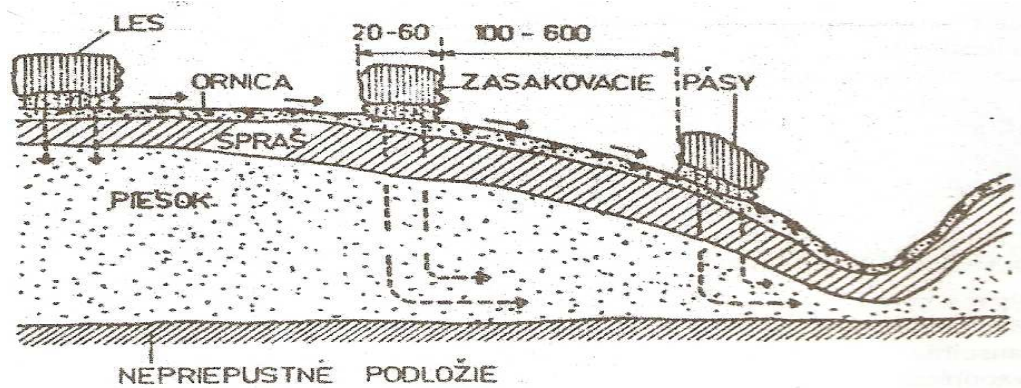 LES
20-60 100-600
ORNICA
ZASAKOVACIE PÁSY
SPRAŠ
PIESOK
NEPRIEPUSTNÉ PODLOŽIE